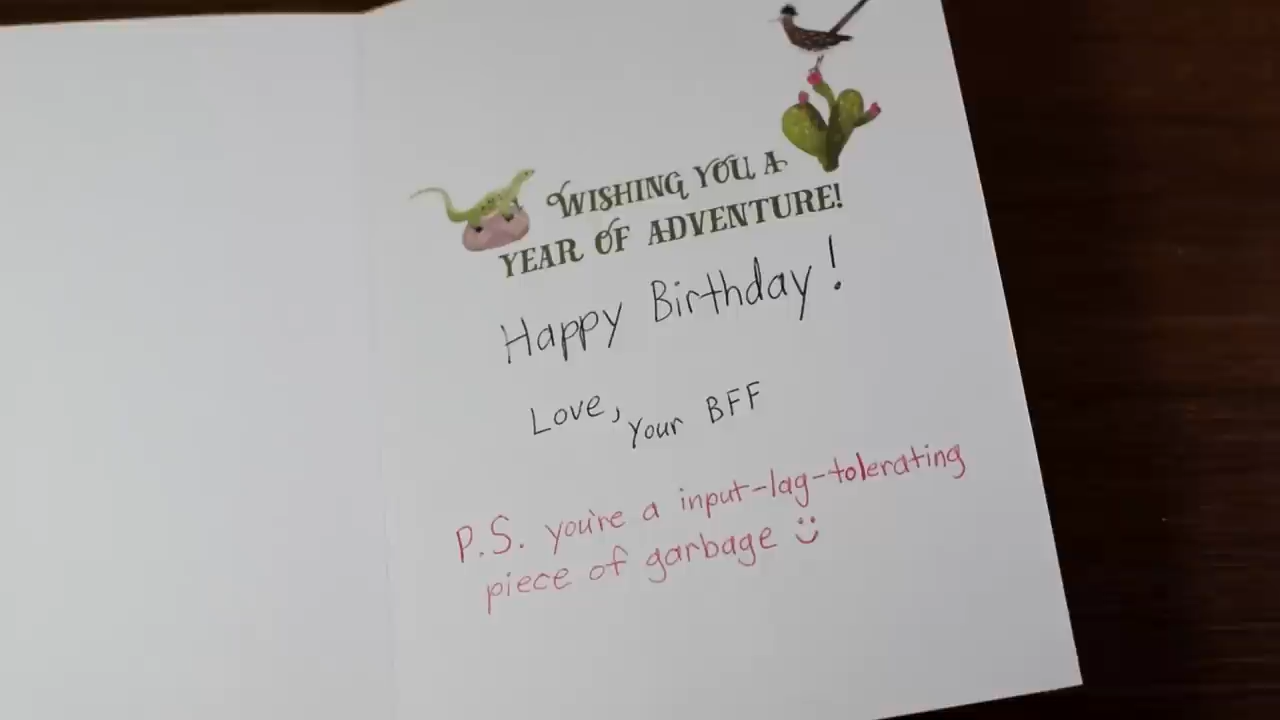 WISHING YOU A
YEAR OF ADVENTURE!
Happy Birthday!
Love,
Your BFF
P.S. you're a input-lag-tolerating
piece of garbage